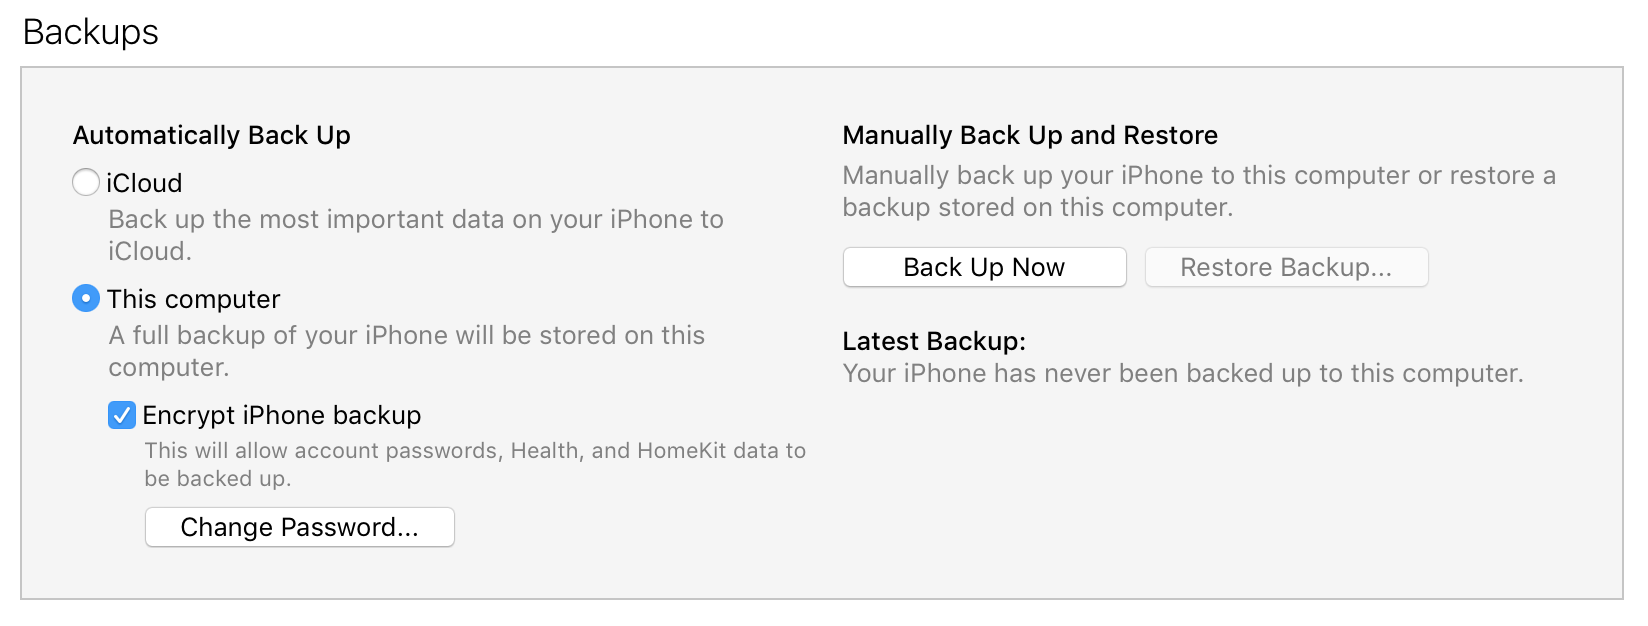 Backups
Automatically Back Up
iCloud
Back up the most important data on your iPhone to
iCloud.
This computer
A full backup of your iPhone will be stored on this
computer.
Encrypt iPhone backup
This will allow account passwords, Health, and HomeKit data to
be backed up.
Change Password...
Manually Back Up and Restore
Manually back up your iPhone to this computer or restore a
backup stored on this computer.
Back Up Now
Restore Backup...
Latest Backup:
Your iPhone has never been backed up to this computer.